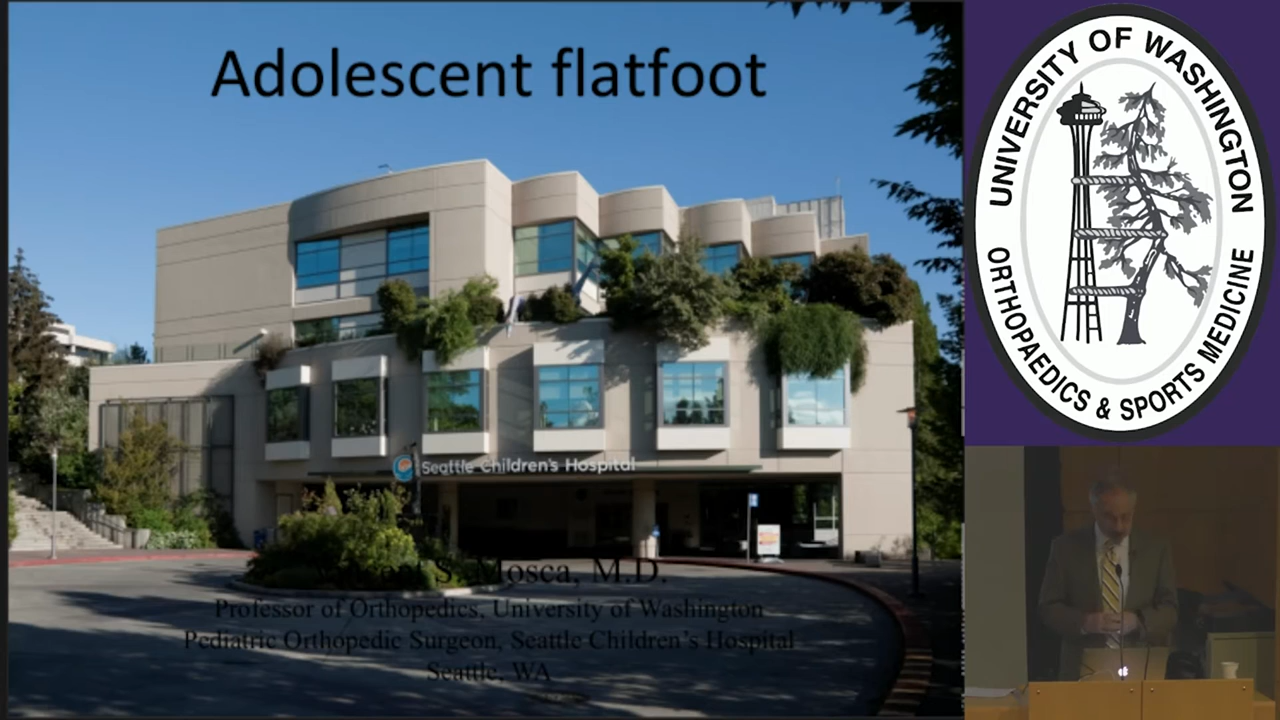 Adolescent flatfoot
Seattle Children's Hospital
S. Mosca, M.D.
Professor of Orthopedics, University of Washington
Pediatric Orthopedic Surgeon, Seattle Children's Hospital
Seattle, WA
UNIVERSITY OF WASHINGTON
ORTHOPAEDICS & SPORTS MEDICINE